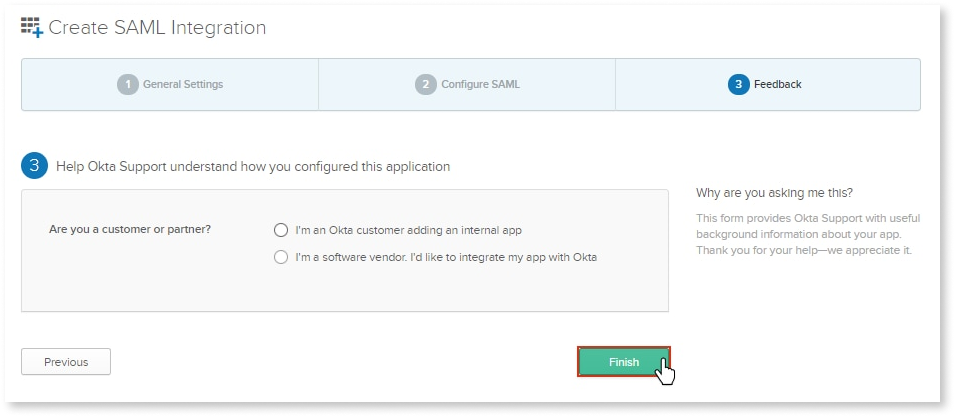 Create SAML Integration
1 General Settings
2 Configure SAML
3 Feedback
3 Help Okta Support understand how you configured this application
Are you a customer or partner?
I'm an Okta customer adding an internal app
I'm a software vendor. I'd like to integrate my app with Okta
Why are you asking me this?
This form provides Okta Support with useful
background information about your app.
Thank you for your help—we appreciate it.
Previous
Finish